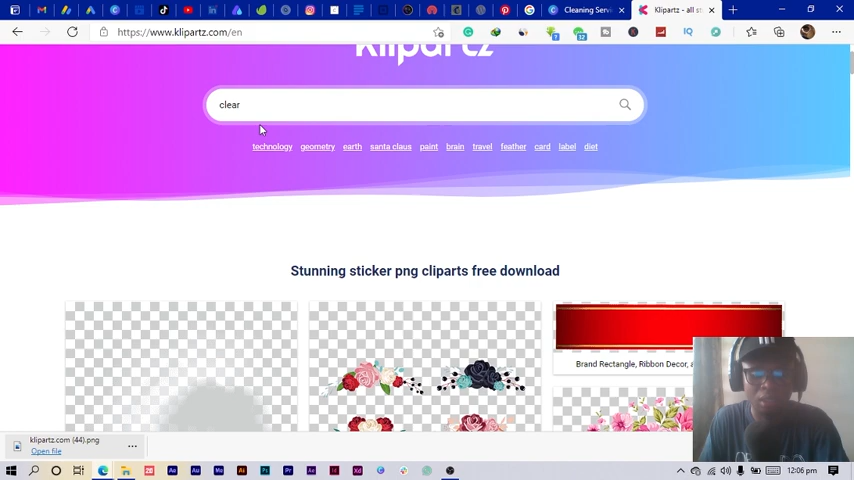 Cleaning Servi
Klipartz - all st
https://www.klipartz.com/en
Klipartz
clear
technology geometry earth santa claus paint brain travel feather card label diet
Stunning sticker png cliparts free download
Brand Rectangle, Ribbon Decor, a
klipartz.com (44).png
Open file
12:06 pm